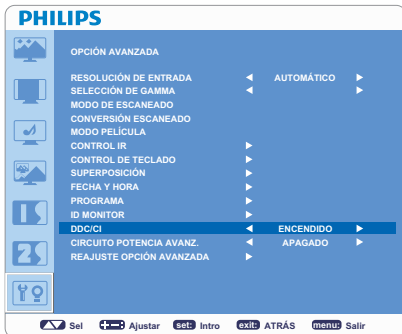 PHILIPS
OPCIÓN AVANZADA
RESOLUCIÓN DE ENTRADA AUTOMÁTICO
SELECCIÓN DE GAMMA
MODO DE ESCANEADO
CONVERSIÓN ESCANEADO
MODO PELÍCULA
CONTROL IR
CONTROL DE TECLADO
SUPERPOSICIÓN
FECHA Y HORA
PROGRAMA
ID MONITOR
DDC/CI ENCENDIDO
CIRCUITO POTENCIA AVANZ. APAGADO
REAJUSTE OPCIÓN AVANZADA
Sel Ajustar set: Intro exit: ATRÁS menu: Salir